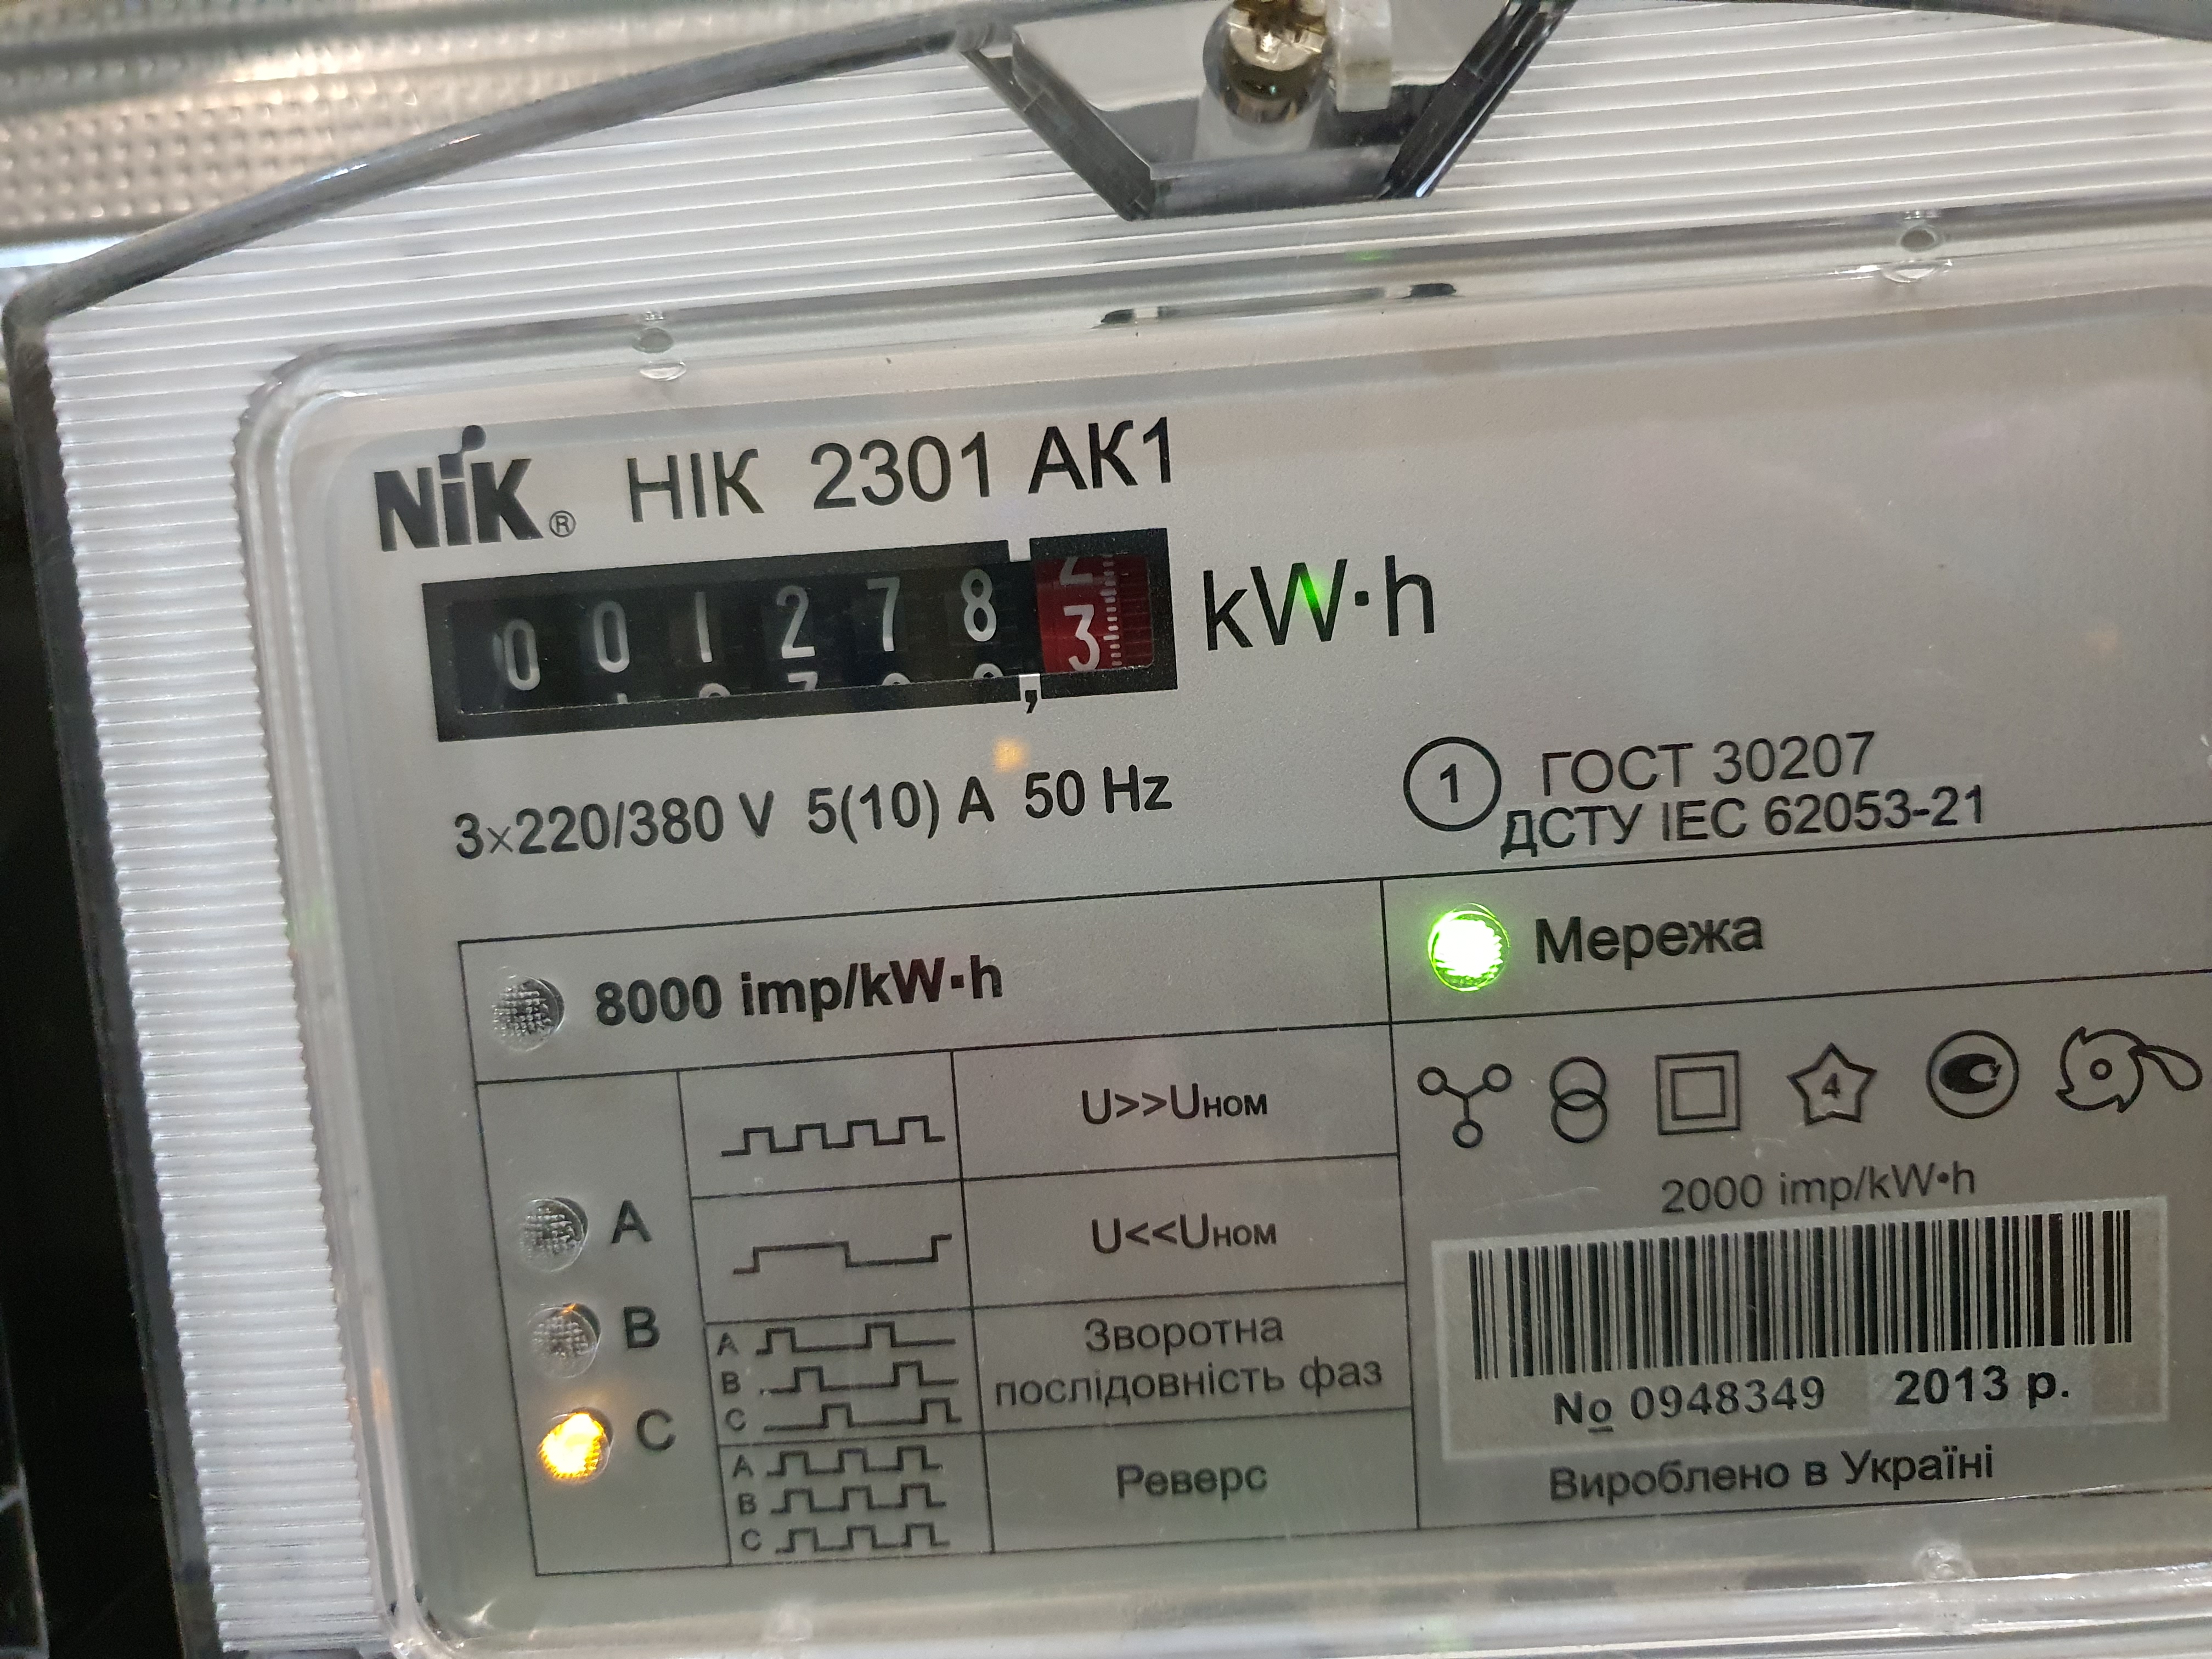 NiK® НІК 2301 АК1
001278,3 kW·h
3×220/380 V 5(10) A 50 Hz
1 ГОСТ 30207
ДСТУ IEC 62053-21
8000 imp/kW·h
Мережа
U>>Uном
4
A
U<<Uном
2000 imp/kW·h
B
A
B
C
Зворотна
послідовність фаз
C
A
B
C
Реверс
№ 0948349 2013 р.
Вироблено в Україні